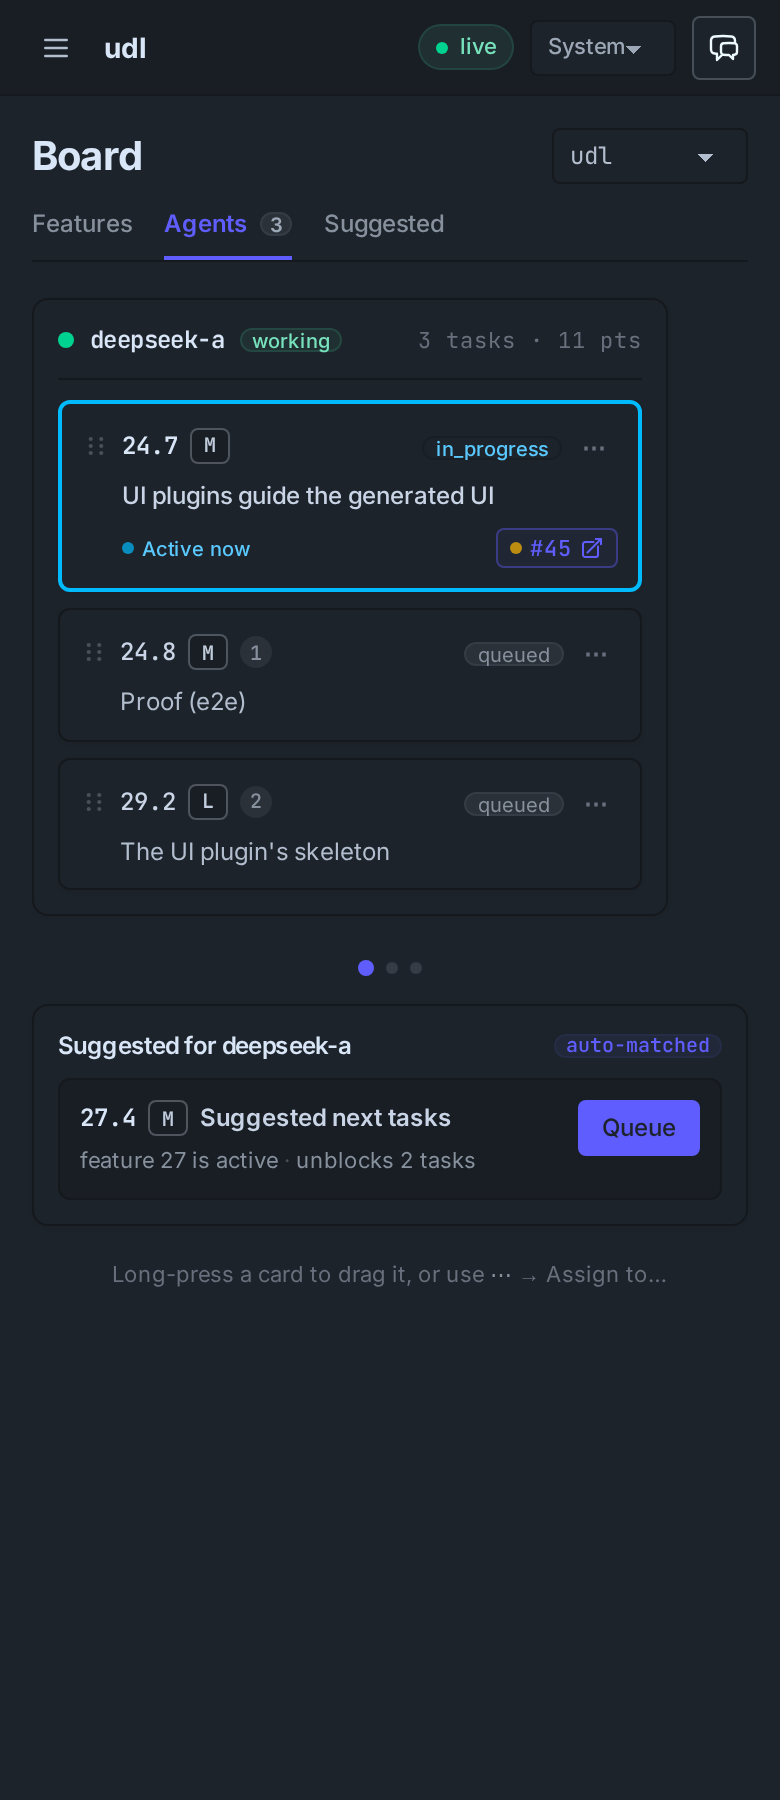 udl
live
System
Board
udl
Features
Agents 3
Suggested
deepseek-a working
3 tasks · 11 pts
24.7 M
in_progress ···
UI plugins guide the generated UI
Active now
#45
24.8 M 1
queued ···
Proof (e2e)
29.2 L 2
queued ···
The UI plugin's skeleton
Suggested for deepseek-a
auto-matched
27.4 M Suggested next tasks
Queue
feature 27 is active · unblocks 2 tasks
Long-press a card to drag it, or use ··· → Assign to…